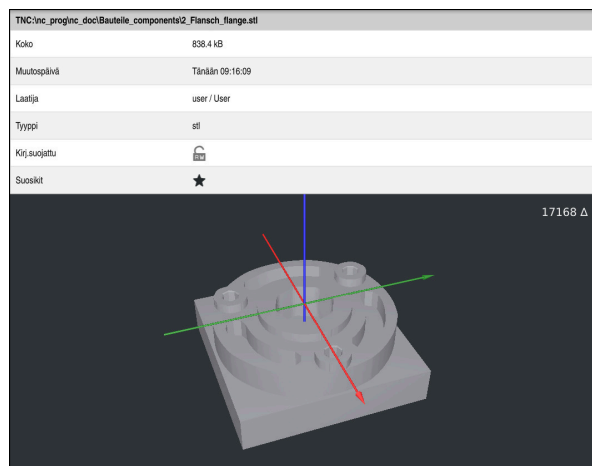 TNC:\nc_prog\nc_doc\Bauteile_components\2_Flansch_flange.stl
Koko 838.4 kB
Muutospäivä Tänään 09:16:09
Laatija user / User
Tyyppi stl
Kirj.suojattu RW
Suosikit
17168 Δ